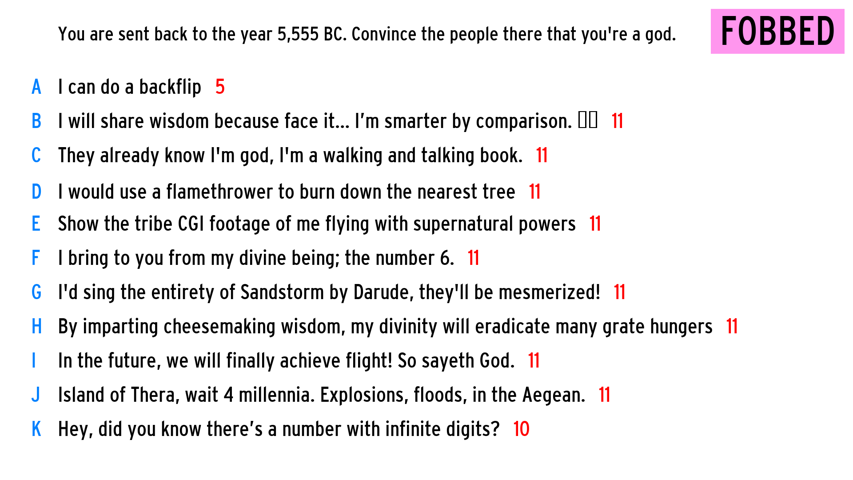 You are sent back to the year 5,555 BC. Convince the people there that you're a god.
FOBBED
A I can do a backflip 5
B I will share wisdom because face it... I'm smarter by comparison. 11
C They already know I'm god, I'm a walking and talking book. 11
D I would use a flamethrower to burn down the nearest tree 11
E Show the tribe CGI footage of me flying with supernatural powers 11
F I bring to you from my divine being; the number 6. 11
G I'd sing the entirety of Sandstorm by Darude, they'll be mesmerized! 11
H By imparting cheesemaking wisdom, my divinity will eradicate many grate hungers 11
I In the future, we will finally achieve flight! So sayeth God. 11
J Island of Thera, wait 4 millennia. Explosions, floods, in the Aegean. 11
K Hey, did you know there's a number with infinite digits? 10